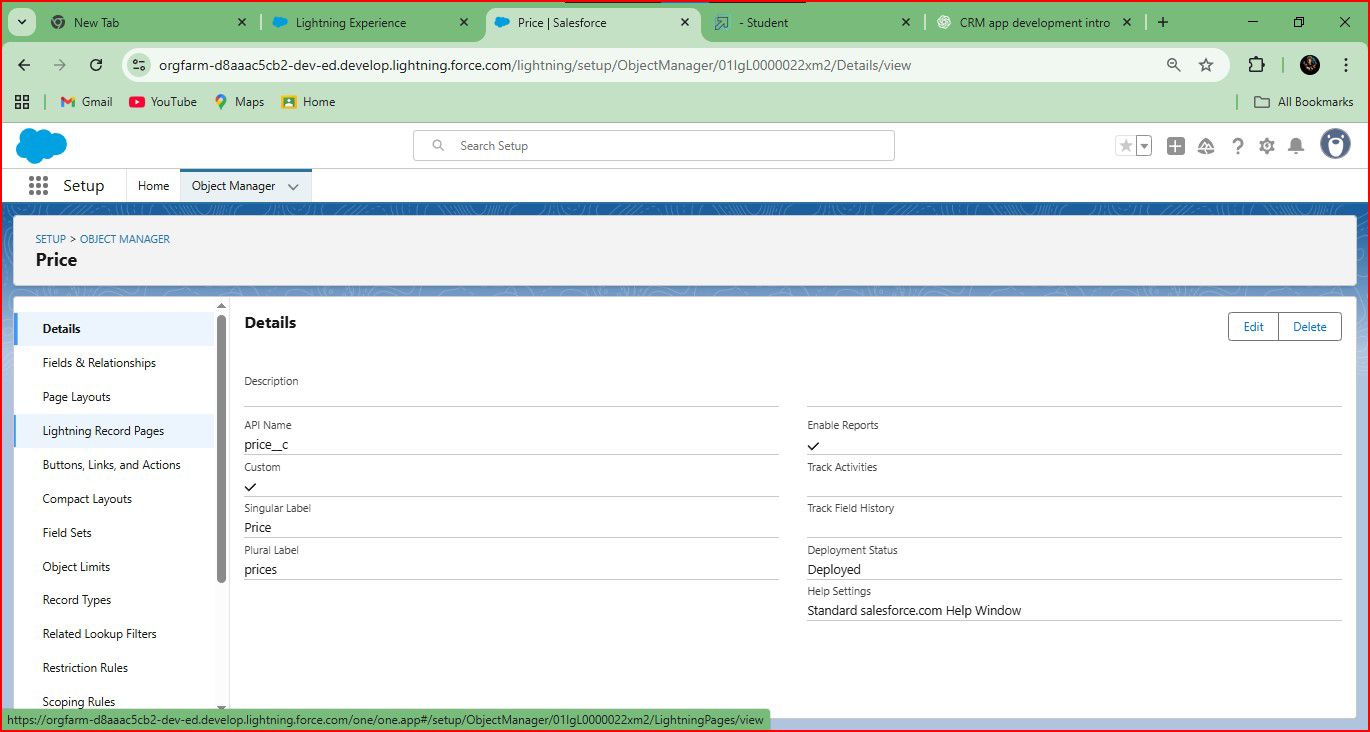 New Tab
Lightning Experience
Price | Salesforce
- Student
CRM app development intro
orgfarm-d8aaac5cb2-dev-ed.develop.lightning.force.com/lightning/setup/ObjectManager/01IgL0000022xm2/Details/view
Gmail
YouTube
Maps
Home
All Bookmarks
Search Setup
Setup
Home
Object Manager
SETUP > OBJECT MANAGER
Price
Details
Fields & Relationships
Page Layouts
Lightning Record Pages
Buttons, Links, and Actions
Compact Layouts
Field Sets
Object Limits
Record Types
Related Lookup Filters
Restriction Rules
Scoping Rules
Details
Edit
Delete
Description
API Name
price__c
Custom
Singular Label
Price
Plural Label
prices
Enable Reports
Track Activities
Track Field History
Deployment Status
Deployed
Help Settings
Standard salesforce.com Help Window
https://orgfarm-d8aaac5cb2-dev-ed.develop.lightning.force.com/one/one.app#/setup/ObjectManager/01IgL0000022xm2/LightningPages/view